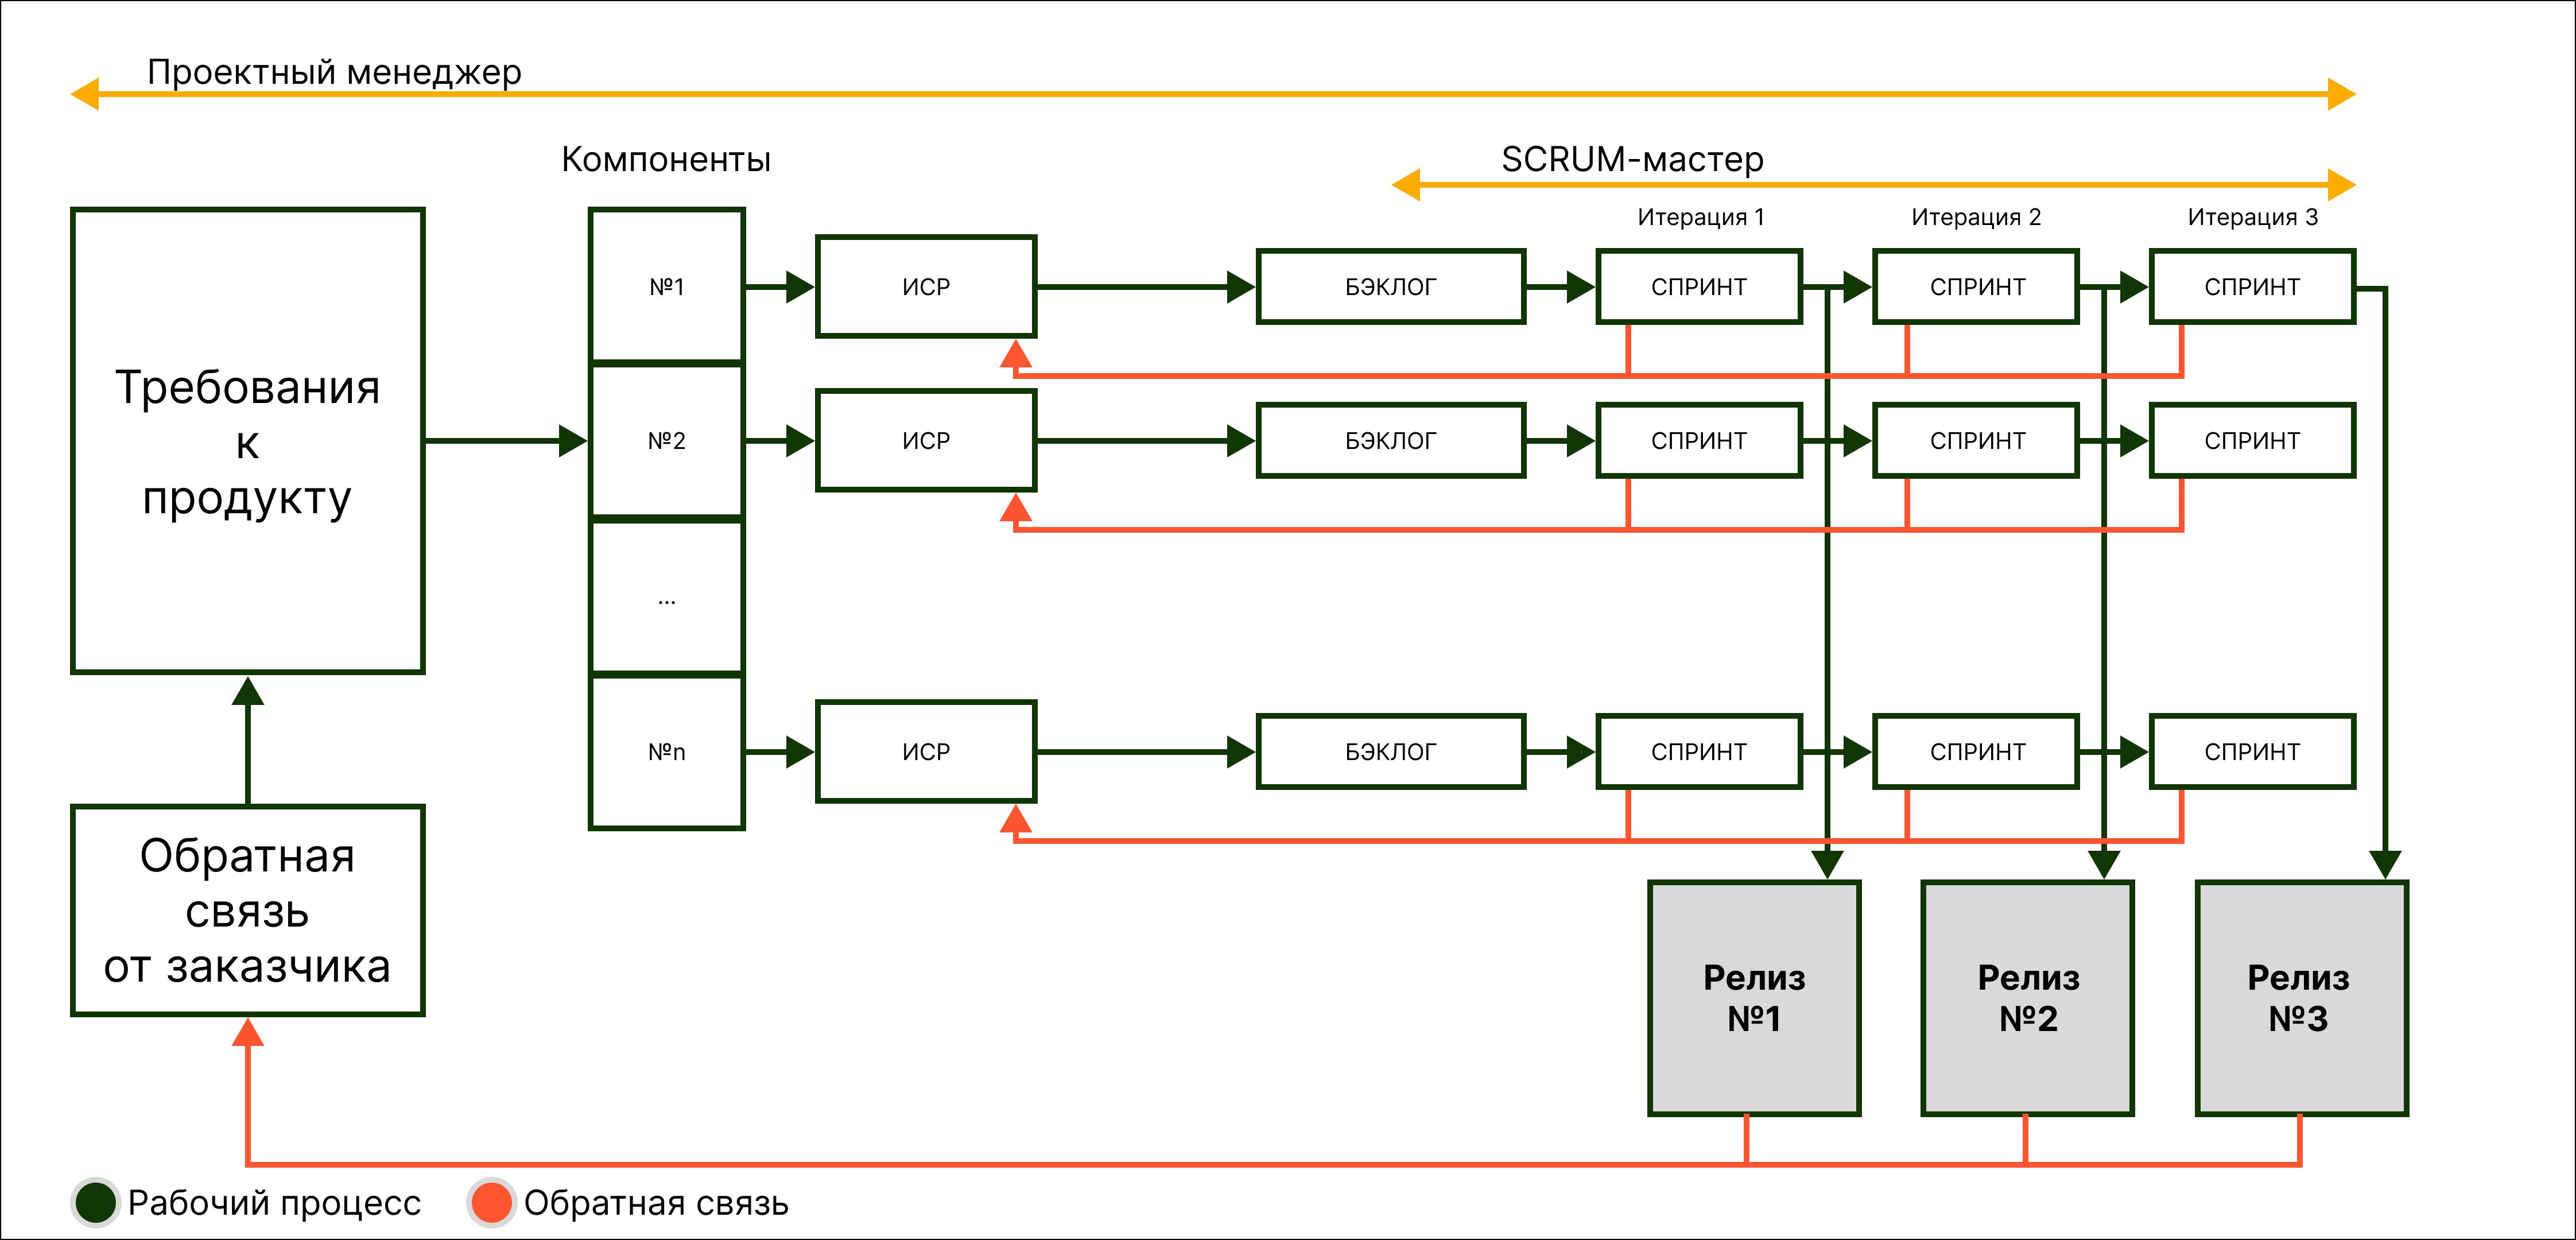 Проектный менеджер
Компоненты
SCRUM-мастер
Итерация 1
Итерация 2
Итерация 3
Требования
к
продукту
№1
ИСР
БЭКЛОГ
СПРИНТ
СПРИНТ
СПРИНТ
№2
ИСР
БЭКЛОГ
СПРИНТ
СПРИНТ
СПРИНТ
...
№n
ИСР
БЭКЛОГ
СПРИНТ
СПРИНТ
СПРИНТ
Обратная
связь
от заказчика
Релиз
№1
Релиз
№2
Релиз
№3
Рабочий процесс
Обратная связь